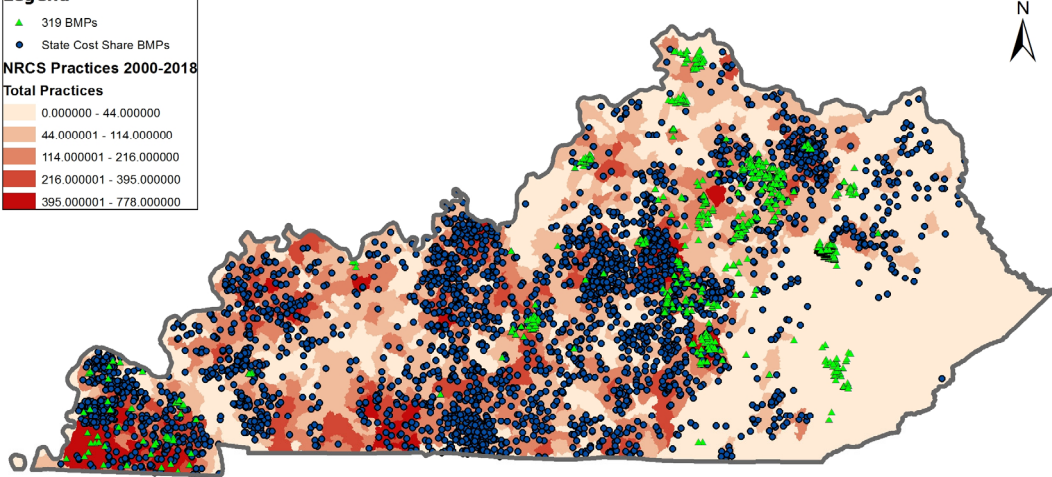 Legend
319 BMPs
State Cost Share BMPs
NRCS Practices 2000-2018
Total Practices
0.000000 - 44.000000
44.000001 - 114.000000
114.000001 - 216.000000
216.000001 - 395.000000
395.000001 - 778.000000
N